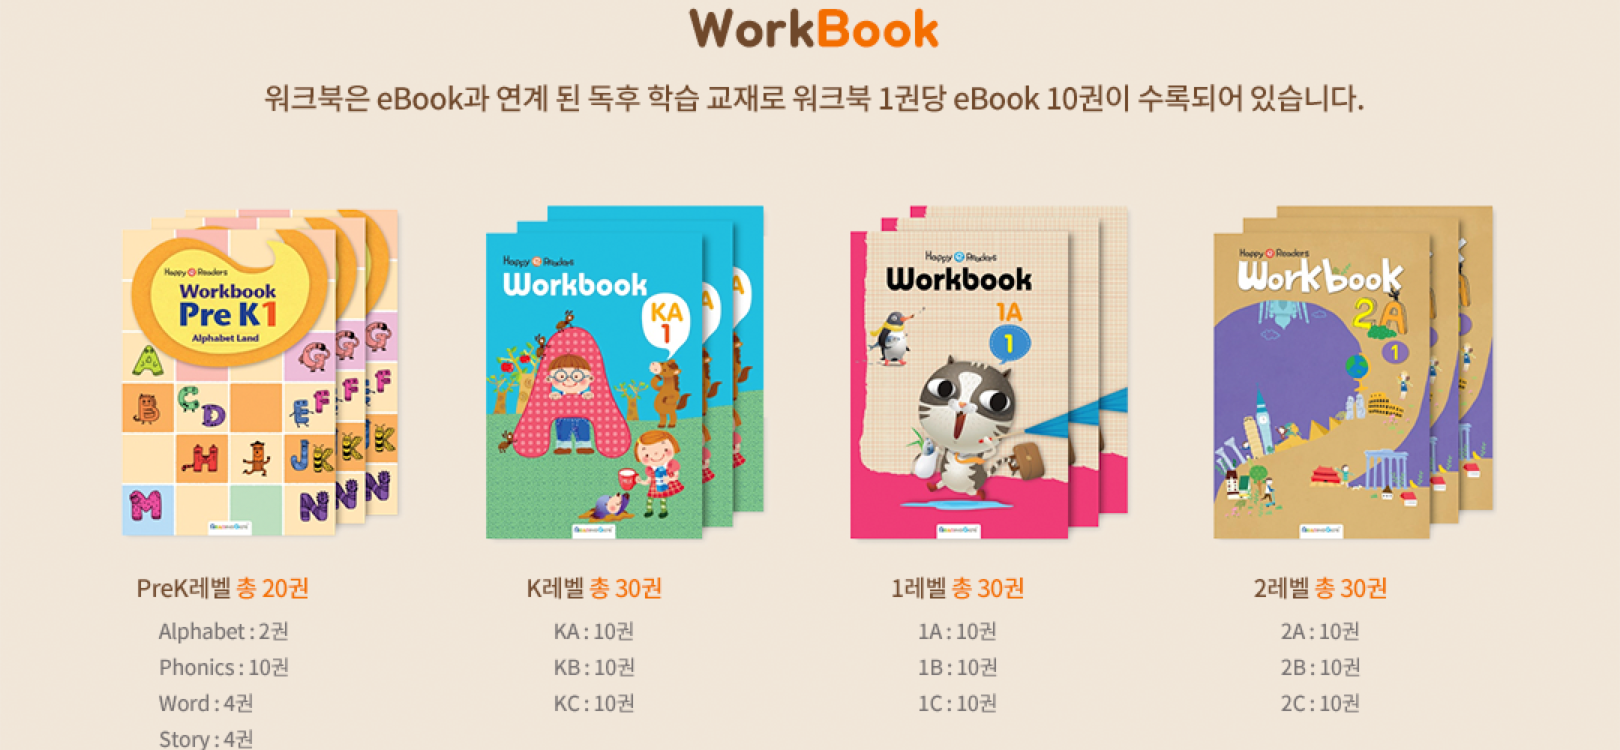 WorkBook
워크북은 eBook과 연계 된 독후 학습 교재로 워크북 1권당 eBook 10권이 수록되어 있습니다.
Happy Readers
Workbook
Pre K1
Alphabet Land
A
G
B
C
D
E
F
H
J
K
M
N
Happy Readers
Workbook
KA
1
A
Happy Readers
Workbook
1A
1
Happy Readers
Workbook
2A
1
PreK레벨 총 20권
Alphabet : 2권
Phonics : 10권
Word : 4권
Story : 4권
K레벨 총 30권
KA : 10권
KB : 10권
KC : 10권
1레벨 총 30권
1A : 10권
1B : 10권
1C : 10권
2레벨 총 30권
2A : 10권
2B : 10권
2C : 10권